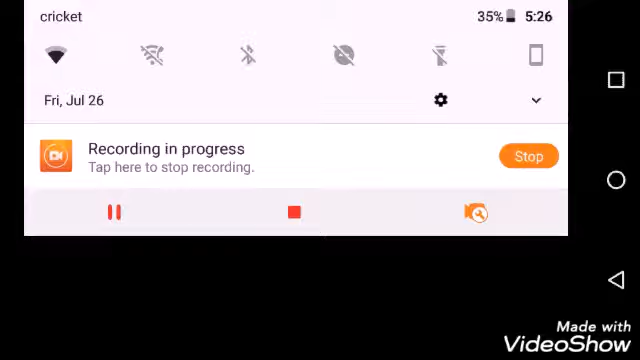 cricket
35% 5:26
Fri, Jul 26
Recording in progress
Tap here to stop recording.
Stop
Made with
VideoShow